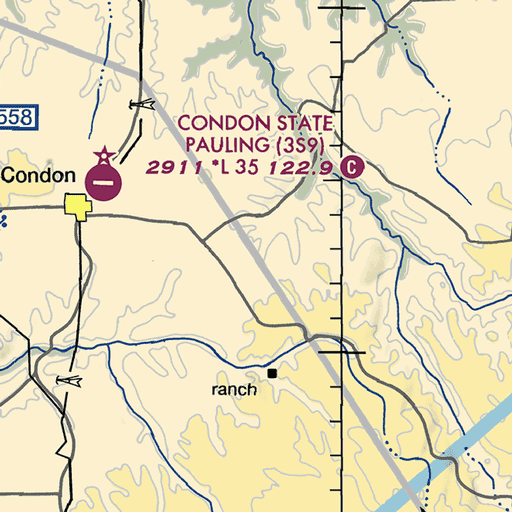 558
CONDON STATE
PAULING (3S9)
2911 *L 35 122.9 C
Condon
ranch